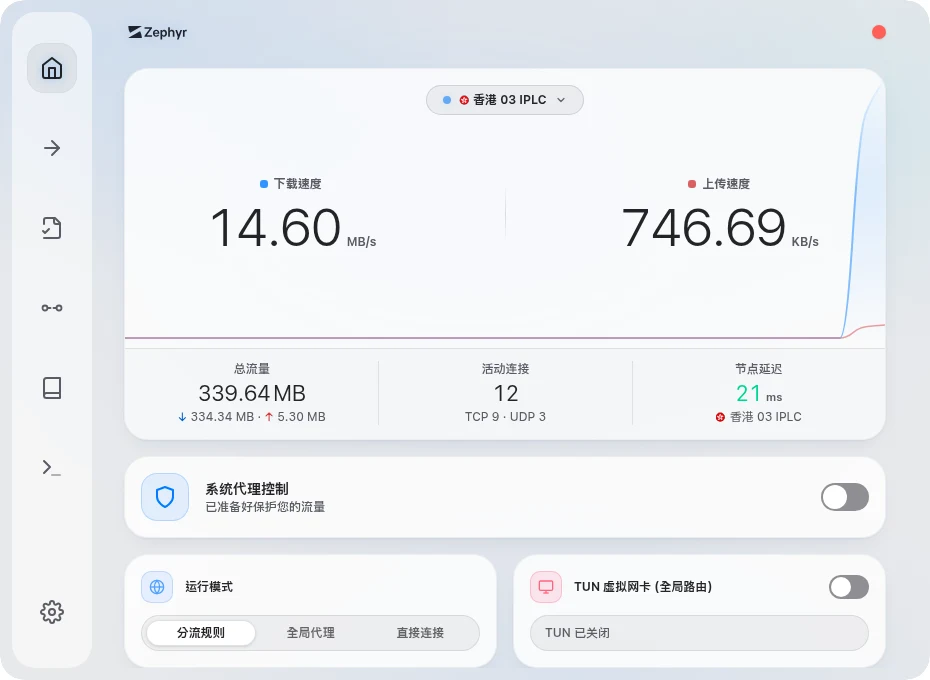 Zephyr
香港 03 IPLC
下载速度
14.60 MB/s
上传速度
746.69 KB/s
总流量
339.64 MB
334.34 MB · 5.30 MB
活动连接
12
TCP 9 · UDP 3
节点延迟
21 ms
香港 03 IPLC
系统代理控制
已准备好保护您的流量
运行模式
分流规则 全局代理 直接连接
TUN 虚拟网卡 (全局路由)
TUN 已关闭